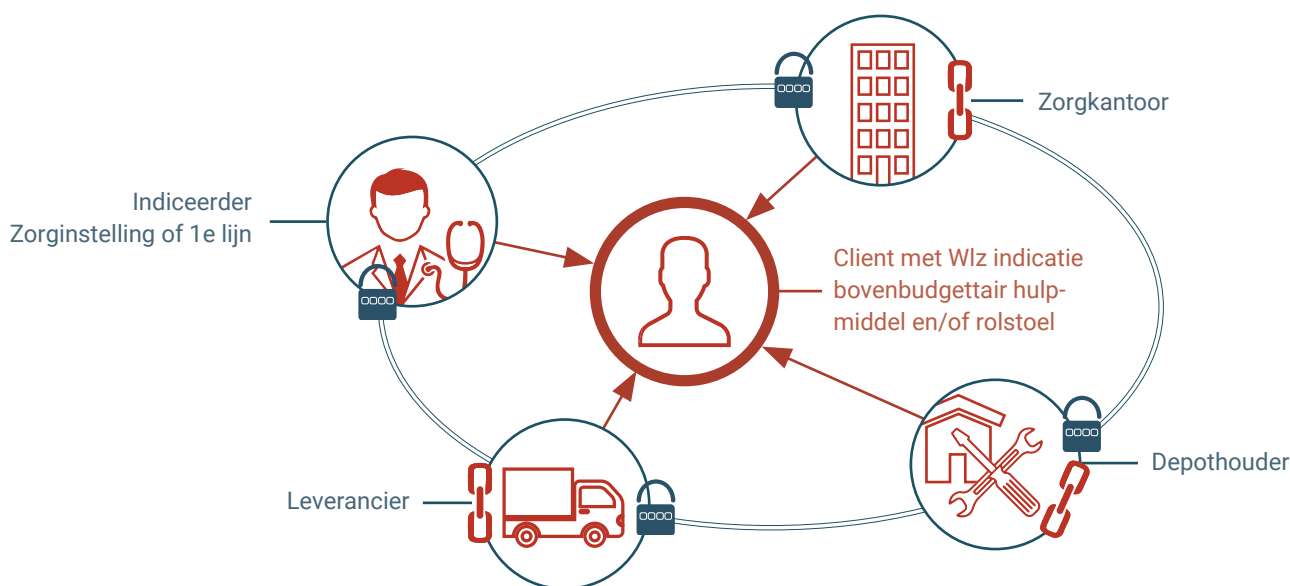 Zorgkantoor
Indiceerder
Zorginstelling of 1e lijn
Client met Wlz indicatie
bovenbudgettair hulp-
middel en/of rolstoel
Depothouder
Leverancier